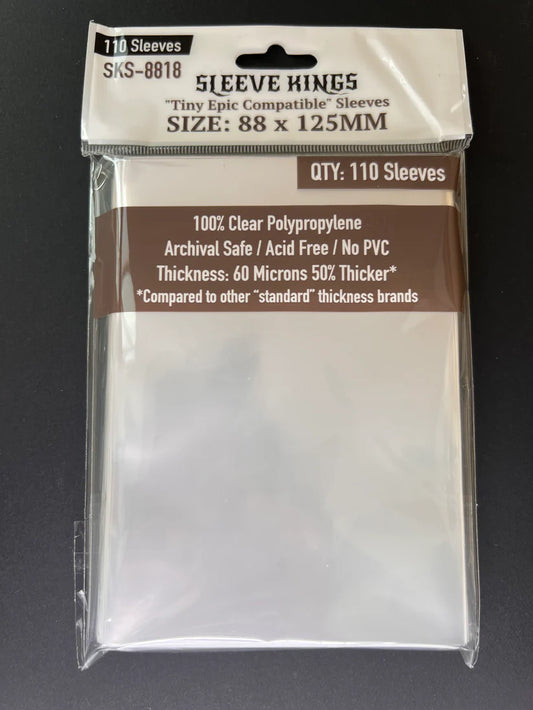 110 Sleeves
SKS-8818
SLEEVE KINGS
"Tiny Epic Compatible" Sleeves
SIZE: 88 x 125MM
QTY: 110 Sleeves
100% Clear Polypropylene
Archival Safe / Acid Free / No PVC
Thickness: 60 Microns 50% Thicker*
*Compared to other “standard” thickness brands